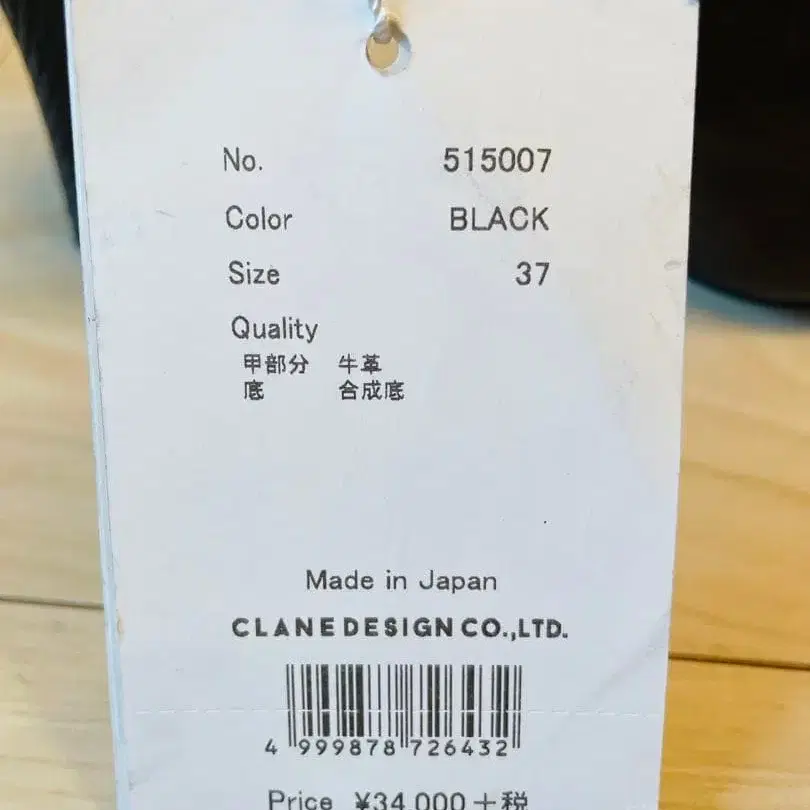 No. 515007
Color BLACK
Size 37
Quality
甲部分 牛革
底 合成底
Made in Japan
CLANE DESIGN CO.,LTD.
4 999878 726432
Price ¥34,000+税